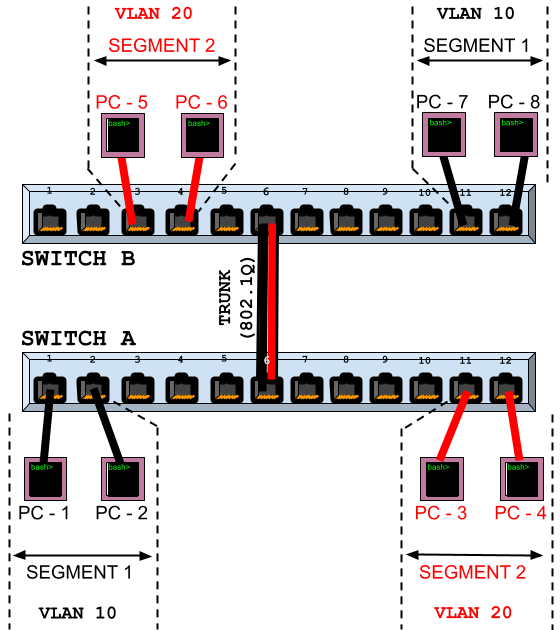 VLAN 20
VLAN 10
SEGMENT 2
SEGMENT 1
PC - 5
PC - 6
PC - 7
PC - 8
bash>
bash>
bash>
bash>
1 2 3 4 5 6 7 8 9 10 11 12
SWITCH B
TRUNK
(802.1Q)
SWITCH A
1 2 3 4 5 6 7 8 9 10 11 12
bash>
bash>
bash>
bash>
PC - 1
PC - 2
PC - 3
PC - 4
SEGMENT 1
SEGMENT 2
VLAN 10
VLAN 20